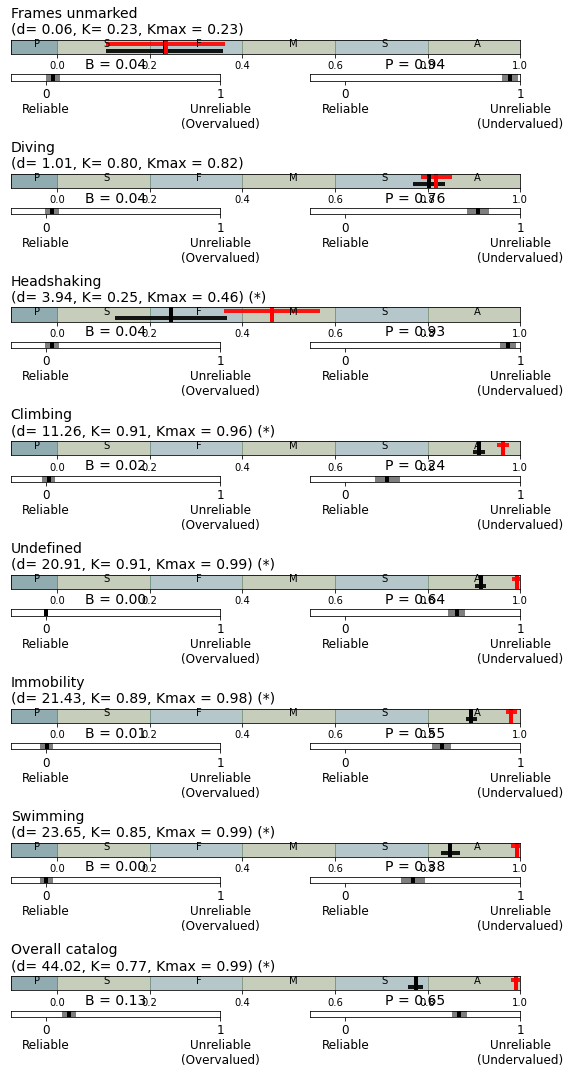 Frames unmarked
(d= 0.06, K= 0.23, Kmax = 0.23)
P S F M S A
0.0 0.2 0.4 0.6 0.8 1.0
B = 0.04 P = 0.94
0 1 0 1
Reliable Unreliable Reliable Unreliable
(Overvalued) (Undervalued)
Diving
(d= 1.01, K= 0.80, Kmax = 0.82)
P S F M S A
0.0 0.2 0.4 0.6 0.8 1.0
B = 0.04 P = 0.76
0 1 0 1
Reliable Unreliable Reliable Unreliable
(Overvalued) (Undervalued)
Headshaking
(d= 3.94, K= 0.25, Kmax = 0.46) (*)
P S F M S A
0.0 0.2 0.4 0.6 0.8 1.0
B = 0.04 P = 0.93
0 1 0 1
Reliable Unreliable Reliable Unreliable
(Overvalued) (Undervalued)
Climbing
(d= 11.26, K= 0.91, Kmax = 0.96) (*)
P S F M S A
0.0 0.2 0.4 0.6 0.8 1.0
B = 0.02 P = 0.24
0 1 0 1
Reliable Unreliable Reliable Unreliable
(Overvalued) (Undervalued)
Undefined
(d= 20.91, K= 0.91, Kmax = 0.99) (*)
P S F M S A
0.0 0.2 0.4 0.6 0.8 1.0
B = 0.00 P = 0.64
0 1 0 1
Reliable Unreliable Reliable Unreliable
(Overvalued) (Undervalued)
Immobility
(d= 21.43, K= 0.89, Kmax = 0.98) (*)
P S F M S A
0.0 0.2 0.4 0.6 0.8 1.0
B = 0.01 P = 0.55
0 1 0 1
Reliable Unreliable Reliable Unreliable
(Overvalued) (Undervalued)
Swimming
(d= 23.65, K= 0.85, Kmax = 0.99) (*)
P S F M S A
0.0 0.2 0.4 0.6 0.8 1.0
B = 0.00 P = 0.38
0 1 0 1
Reliable Unreliable Reliable Unreliable
(Overvalued) (Undervalued)
Overall catalog
(d= 44.02, K= 0.77, Kmax = 0.99) (*)
P S F M S A
0.0 0.2 0.4 0.6 0.8 1.0
B = 0.13 P = 0.65
0 1 0 1
Reliable Unreliable Reliable Unreliable
(Overvalued) (Undervalued)